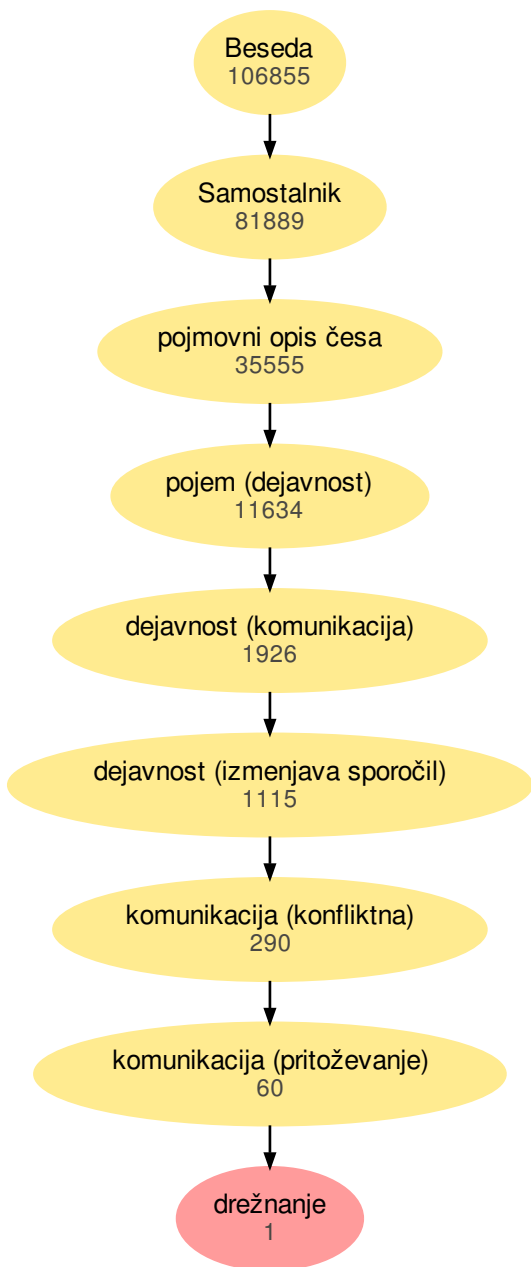 Beseda
106855
Samostalnik
81889
pojmovni opis česa
35555
pojem (dejavnost)
11634
dejavnost (komunikacija)
1926
dejavnost (izmenjava sporočil)
1115
komunikacija (konfliktna)
290
komunikacija (pritoževanje)
60
drežnanje
1